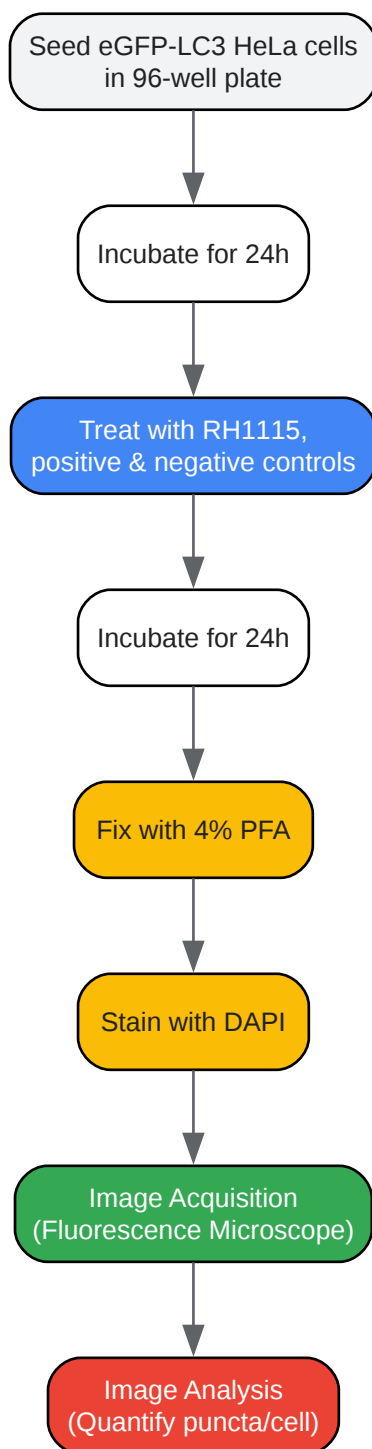 Seed eGFP-LC3 HeLa cells
in 96-well plate
Incubate for 24h
Treat with RH1115,
positive & negative controls
Incubate for 24h
Fix with 4% PFA
Stain with DAPI
Image Acquisition
(Fluorescence Microscope)
Image Analysis
(Quantify puncta/cell)